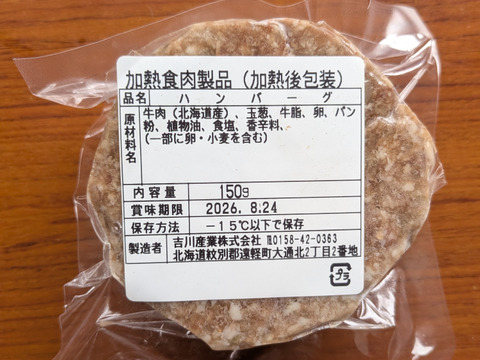 加熱食肉製品（加熱後包装）
品名 ハンバーグ
原材料名 牛肉（北海道産）、玉葱、牛脂、卵、パン
粉、植物油、食塩、香辛料、
（一部に卵・小麦を含む）
内容量 150g
賞味期限 2026. 8.24
保存方法 －15℃以下で保存
製造者 吉川産業株式会社 ℡0158-42-0363
北海道紋別郡遠軽町大通北2丁目2番地
プラ